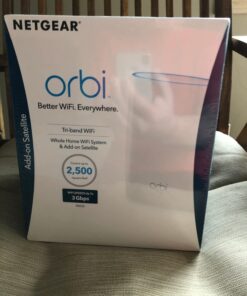 NETGEAR
orbi
Better WiFi. Everywhere.
Tri-band WiFi
Whole Home WiFi System
& Add-on Satellite
2,500
3 Gbps
Add-on Satellite
orbi